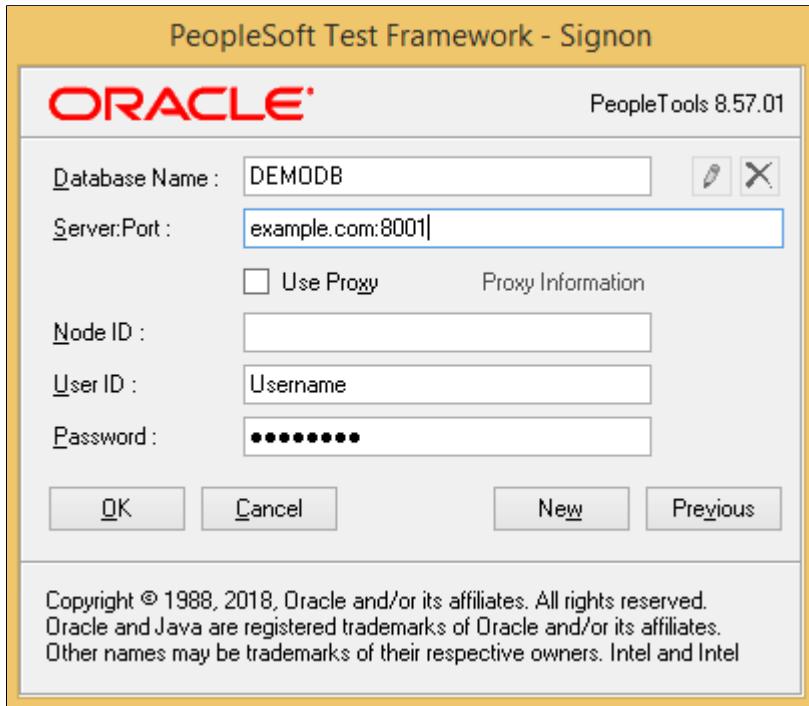 PeopleSoft Test Framework - Signon
ORACLE PeopleTools 8.57.01
Database Name : DEMODB
Server:Port : example.com:8001
Use Proxy Proxy Information
Node ID :
User ID : Username
Password : ●●●●●●●●
OK Cancel New Previous
Copyright © 1988, 2018, Oracle and/or its affiliates. All rights reserved.
Oracle and Java are registered trademarks of Oracle and/or its affiliates.
Other names may be trademarks of their respective owners. Intel and Intel